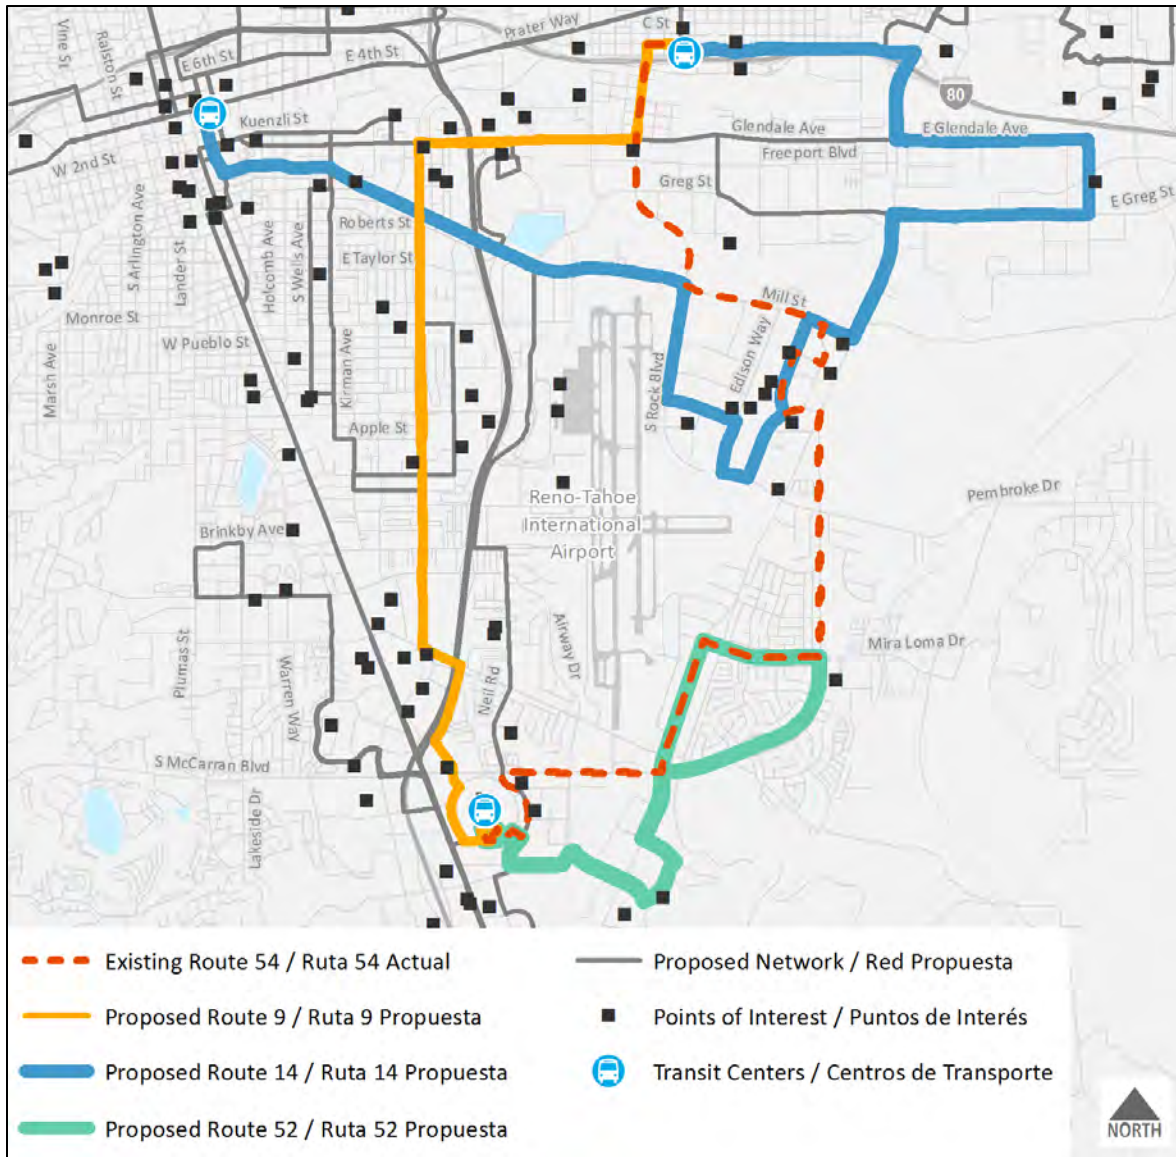 Vine St
Ralston St
E 6th St
E 4th St
Prater Way
C St
80
Kuenzli St
Glendale Ave
E Glendale Ave
Freeport Blvd
W 2nd St
Greg St
E Greg St
S Arlington Ave
Lander St
Holcomb Ave
S Wells Ave
Roberts St
E Taylor St
Mill St
Monroe St
W Pueblo St
Marsh Ave
Kirman Ave
S Rock Blvd
Edison Way
Apple St
Reno-Tahoe
International
Airport
Pembroke Dr
Brinkby Ave
Plumas St
Warren Way
Neil Rd
Airway Dr
Mira Loma Dr
S McCarran Blvd
Lakeside Dr
Existing Route 54 / Ruta 54 Actual
Proposed Network / Red Propuesta
Proposed Route 9 / Ruta 9 Propuesta
Points of Interest / Puntos de Interés
Proposed Route 14 / Ruta 14 Propuesta
Transit Centers / Centros de Transporte
Proposed Route 52 / Ruta 52 Propuesta
NORTH